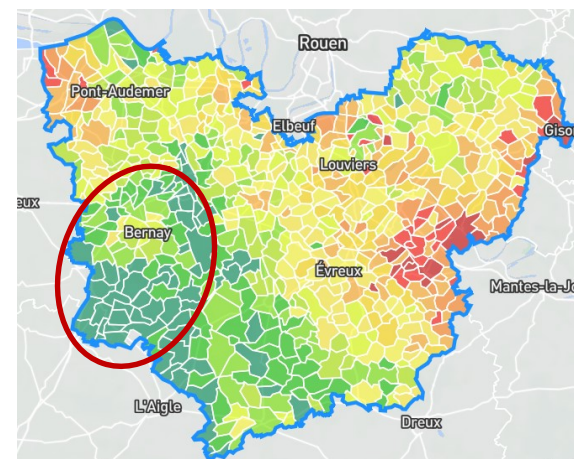 Rouen
Pont-Audemer
Elbeuf
Giso
Louviers
eux
Bernay
Évreux
Mantes-la-Jo
L'Aigle
Dreux